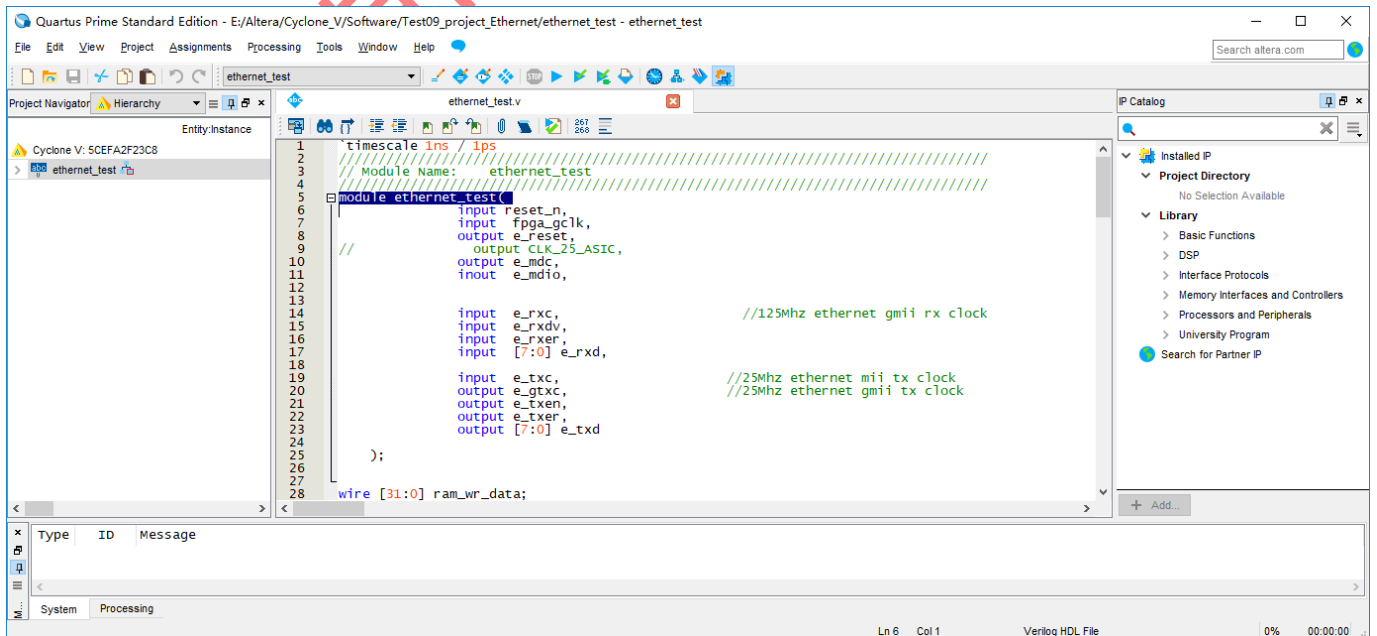 Quartus Prime Standard Edition - E:/Altera/Cyclone_V/Software/Test09_project_Ethernet/ethernet_test - ethernet_test
File Edit View Project Assignments Processing Tools Window Help
Search altera.com
ethernet_test
STOP
Project Navigator Hierarchy
Entity:Instance
Cyclone V: 5CEFA2F23C8
abc ethernet_test
abc ethernet_test.v
267
268
1 `timescale 1ns / 1ps
2 //////////////////////////////////////////////////////////////////////////////////
3 // Module Name:    ethernet_test
4 //////////////////////////////////////////////////////////////////////////////////
5 module ethernet_test(
6 input reset_n,
7 input  fpga_gclk,
8 output e_reset,
9 // output CLK_25_ASIC,
10 output e_mdc,
11 inout  e_mdio,
12
13
14 input  e_rxc, //125Mhz ethernet gmii rx clock
15 input  e_rxdv,
16 input  e_rxer,
17 input  [7:0] e_rxd,
18
19 input  e_txc, //25Mhz ethernet mii tx clock
20 output e_gtxc, //25Mhz ethernet gmii tx clock
21 output e_txen,
22 output e_txer,
23 output [7:0] e_txd
24
25 );
26
27
28 wire [31:0] ram_wr_data;
IP Catalog
Installed IP
Project Directory
No Selection Available
Library
Basic Functions
DSP
Interface Protocols
Memory Interfaces and Controllers
Processors and Peripherals
University Program
Search for Partner IP
+ Add...
Type ID Message
M...
System Processing
Ln 6 Col 1 Verilog HDL File 0% 00:00:00